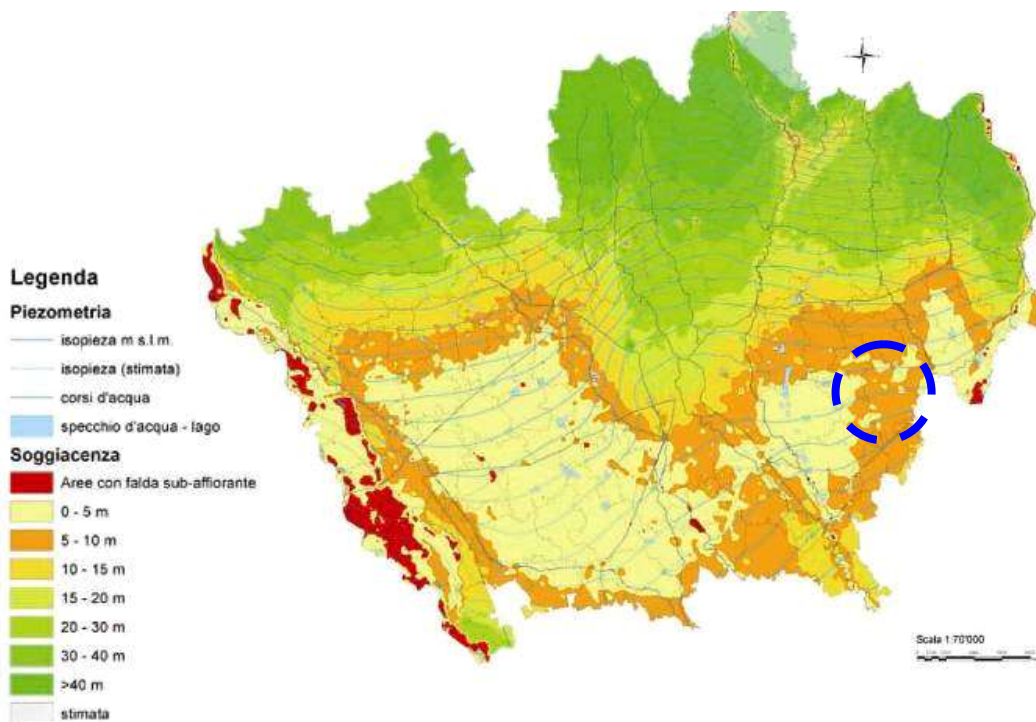 Legenda
Piezometria
isopieza m s.l.m.
isopieza (stimata)
corsi d'acqua
specchio d'acqua - lago
Soggiacenza
Aree con falda sub-affiorante
0 - 5 m
5 - 10 m
10 - 15 m
15 - 20 m
20 - 30 m
30 - 40 m
>40 m
stimata
Scala 1:70'000